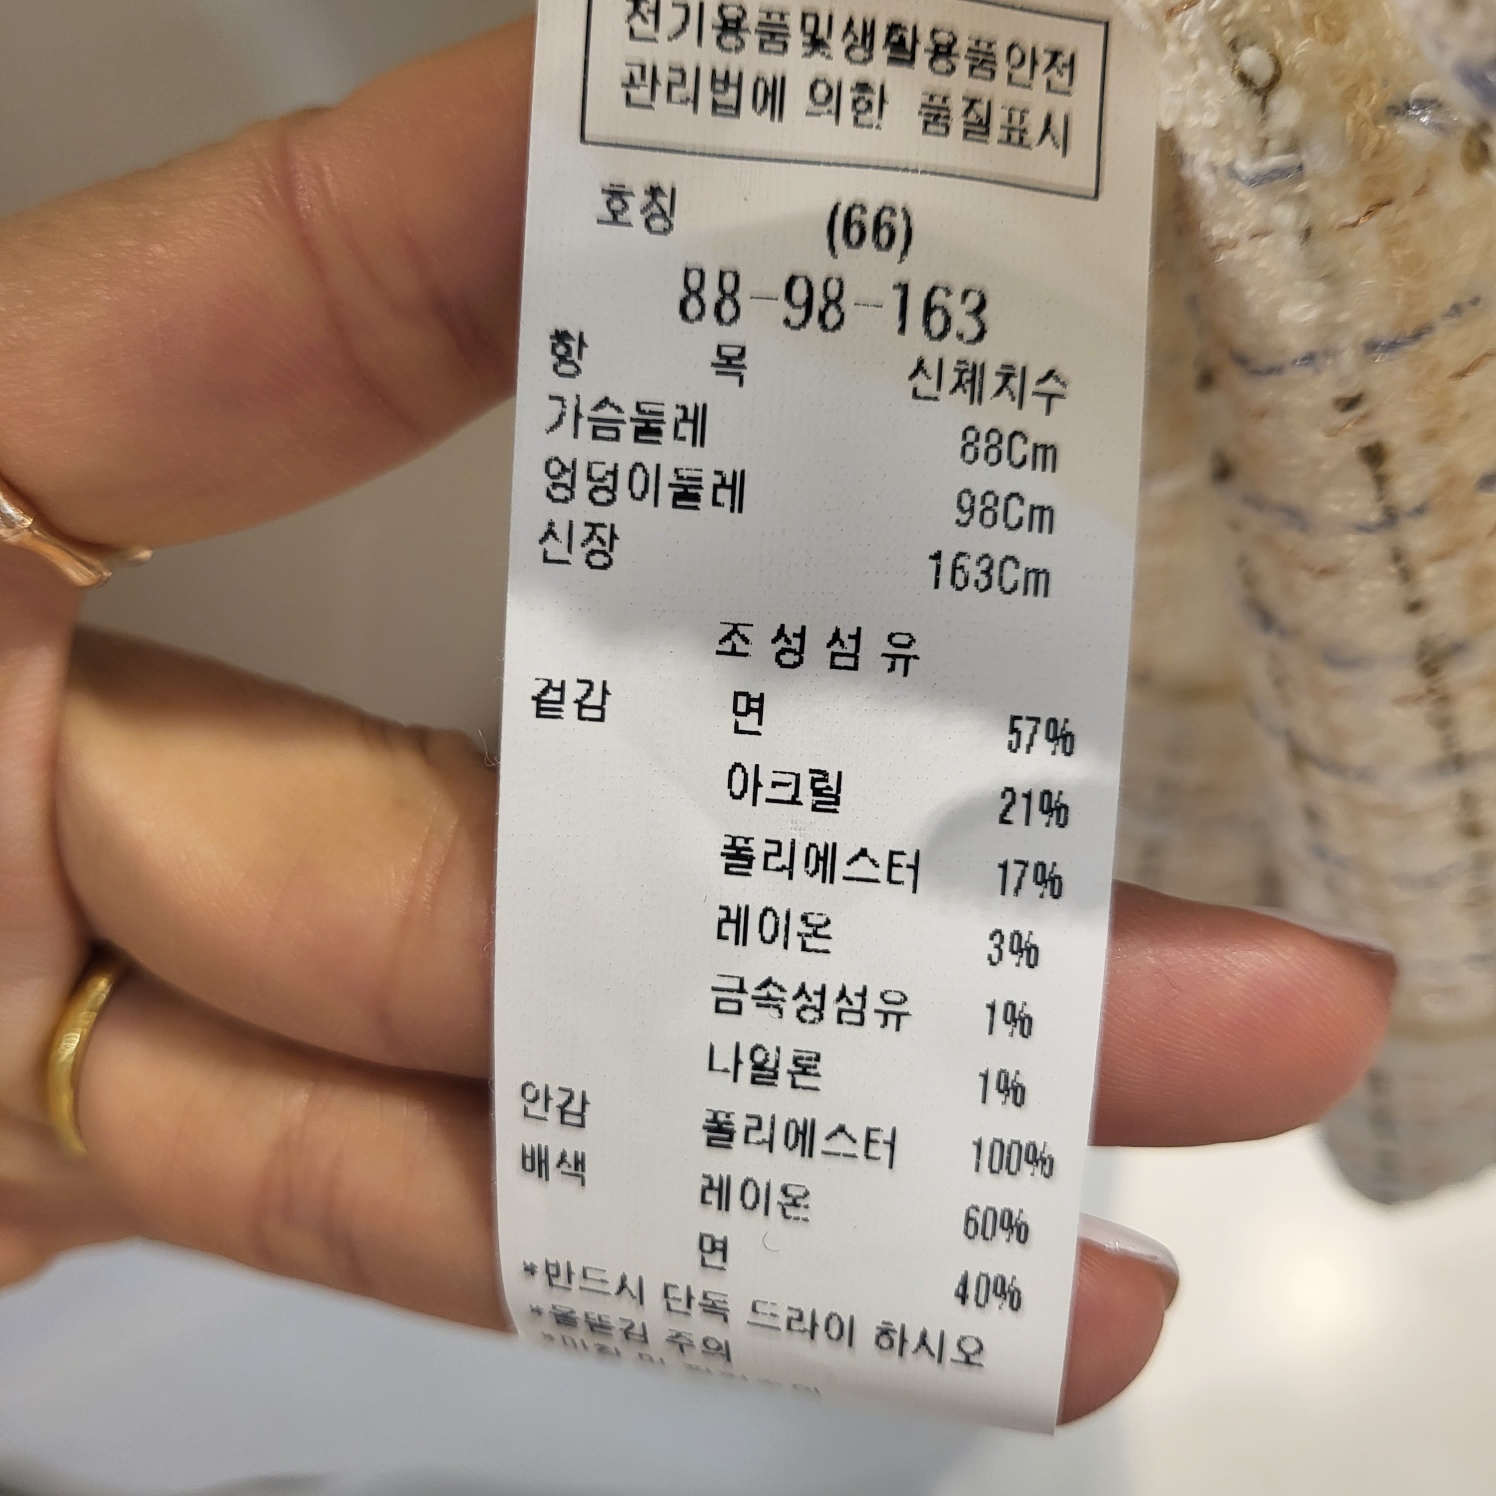 전기용품및생활용품안전
관리법에 의한 품질표시
호칭 (66)
88-98-163
항 목 신체치수
가슴둘레 88Cm
엉덩이둘레 98Cm
신장 163Cm
조성섬유
겉감 면 57%
아크릴 21%
폴리에스터 17%
레이온 3%
금속성섬유 1%
나일론 1%
안감 폴리에스터 100%
배색 레이온 60%
면 40%
*반드시 단독 드라이 하시오
*올뜯김 주의